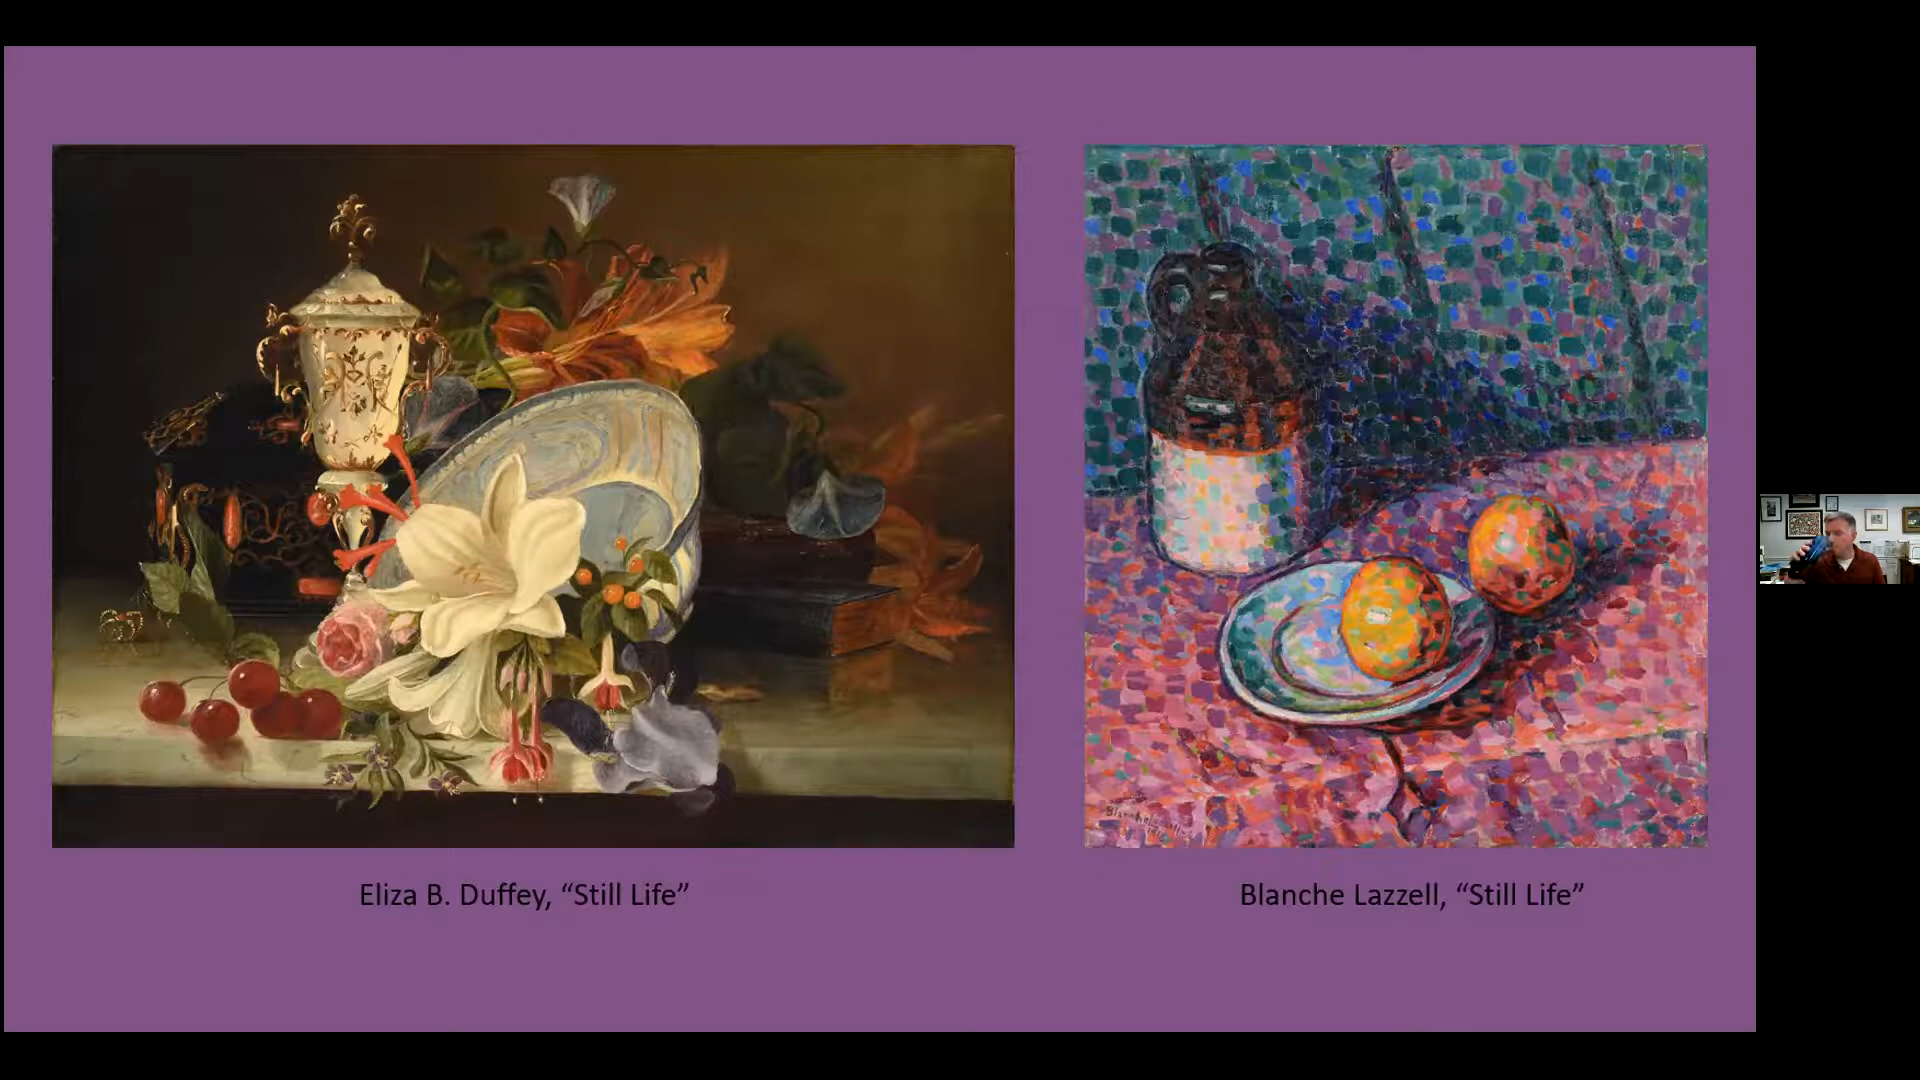 Eliza B. Duffey, “Still Life”
Blanche Lazzell, “Still Life”